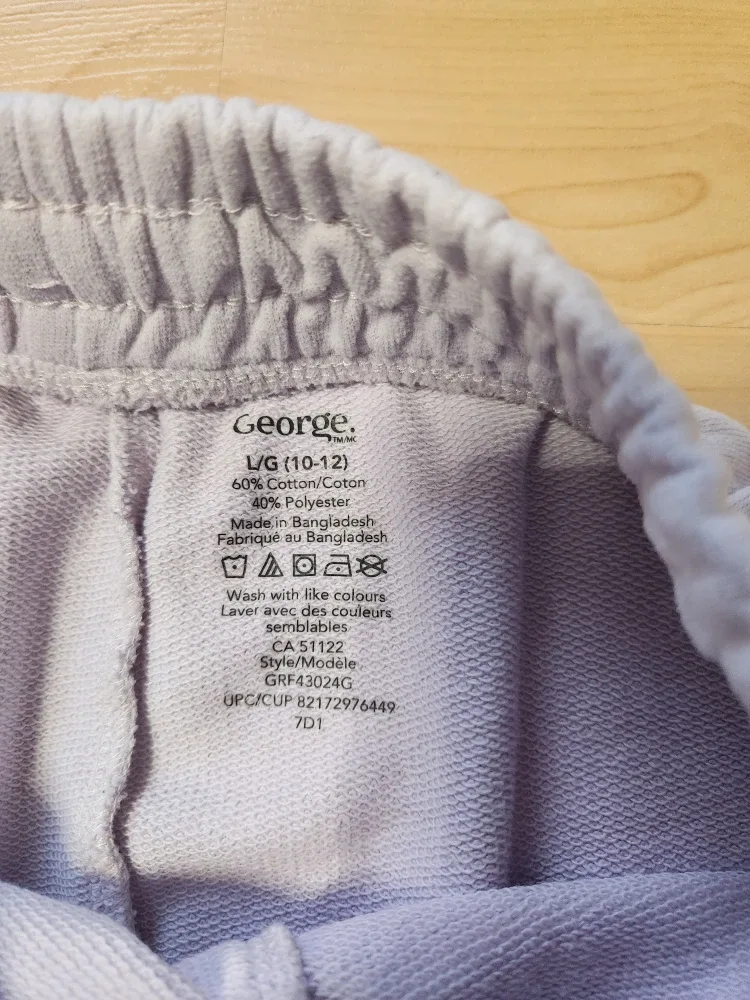 George.
TM/MC
L/G (10-12)
60% Cotton/Coton
40% Polyester
Made in Bangladesh
Fabriqué au Bangladesh
Wash with like colours
Laver avec des couleurs
semblables
CA 51122
Style/Modèle
GRF43024G
UPC/CUP 82172976449
7D1